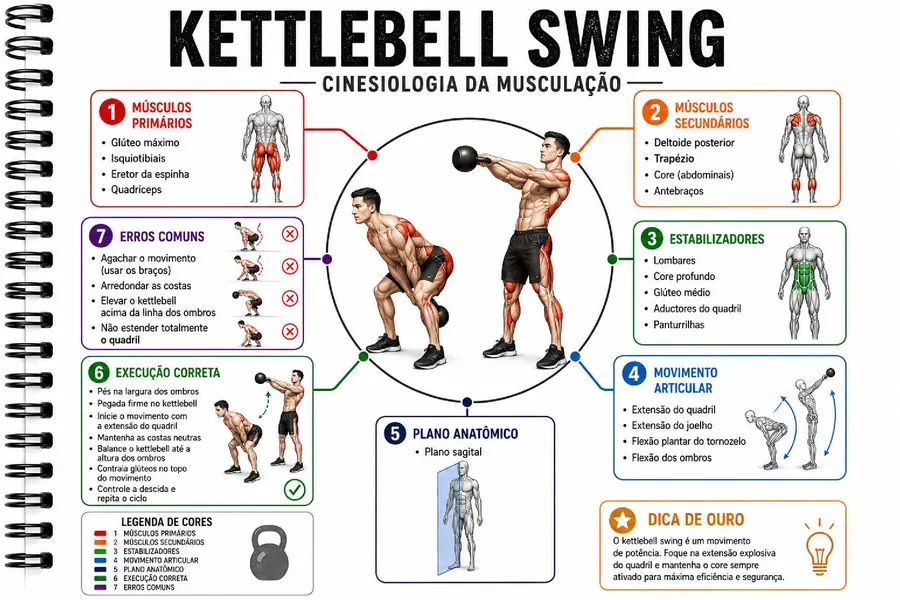 KETTLEBELL SWING
CINESIOLOGIA DA MUSCULAÇÃO
1 MÚSCULOS
PRIMÁRIOS
• Glúteo máximo
• Isquiotibiais
• Eretor da espinha
• Quadríceps
2 MÚSCULOS
SECUNDÁRIOS
• Deltoide posterior
• Trapézio
• Core (abdominais)
• Antebraços
3 ESTABILIZADORES
• Lombares
• Core profundo
• Glúteo médio
• Aductores do quadril
• Panturrilhas
4 MOVIMENTO
ARTICULAR
• Extensão do quadril
• Extensão do joelho
• Flexão plantar do tornozelo
• Flexão dos ombros
5 PLANO ANATÔMICO
• Plano sagital
6 EXECUÇÃO CORRETA
• Pés na largura dos ombros
• Pegada firme no kettlebell
• Inicie o movimento com
a extensão do quadril
• Mantenha as costas neutras
• Balance o kettlebell até a
altura dos ombros
• Contraia glúteos no topo
do movimento
• Controle a descida e
repita o ciclo
7 ERROS COMUNS
• Agachar o movimento
(usar os braços)
• Arredondar as costas
• Elevar o kettlebell
acima da linha dos ombros
• Não estender totalmente
o quadril
LEGENDA DE CORES
1 MÚSCULOS PRIMÁRIOS
2 MÚSCULOS SECUNDÁRIOS
3 ESTABILIZADORES
4 MOVIMENTO ARTICULAR
5 PLANO ANATÔMICO
6 EXECUÇÃO CORRETA
7 ERROS COMUNS
DICA DE OURO
O kettlebell swing é um movimento
de potência. Foque na extensão explosiva
do quadril e mantenha o core sempre
ativado para máxima eficiência e segurança.